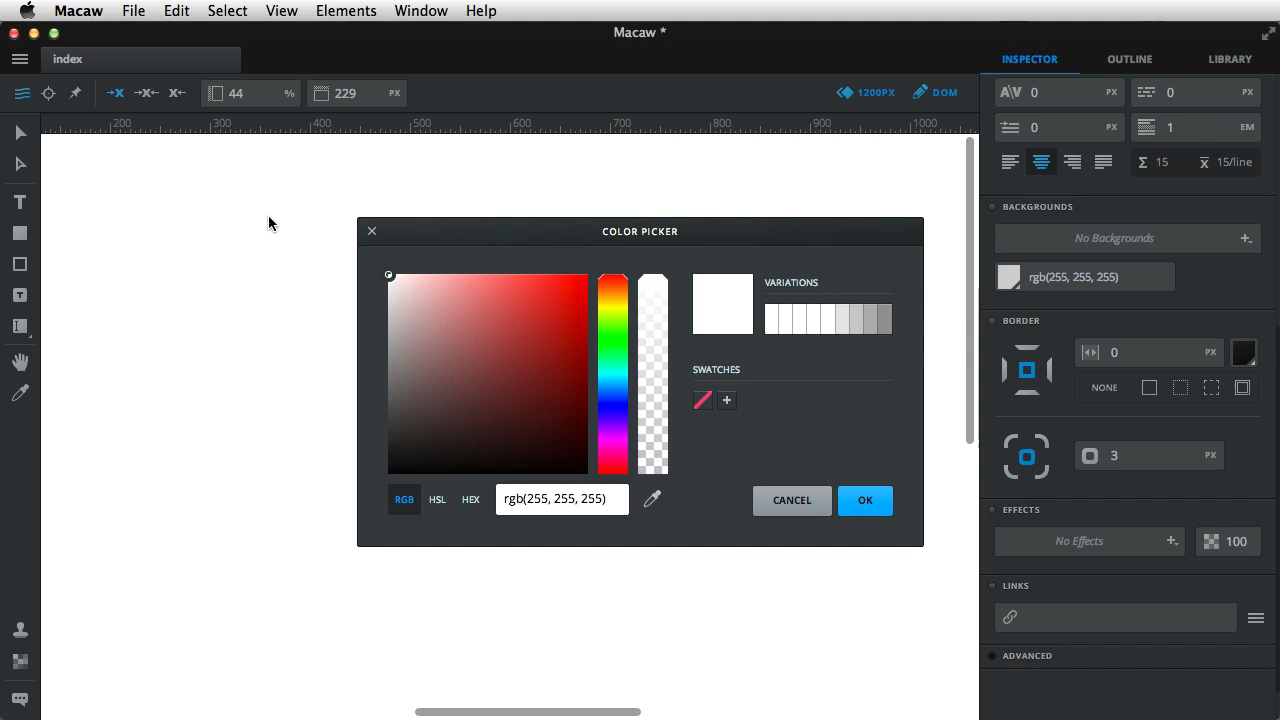 Macaw File Edit Select View Elements Window Help
Macaw *
index
INSPECTOR OUTLINE LIBRARY
44 %
229 PX
1200PX
DOM
200 300 400 500 600 700 800 900 1000
0 PX
0 PX
0 PX
1 EM
Σ 15
x̄ 15/line
BACKGROUNDS
No Backgrounds
rgb(255, 255, 255)
BORDER
0 PX
NONE
3 PX
EFFECTS
No Effects
100
LINKS
ADVANCED
COLOR PICKER
VARIATIONS
SWATCHES
RGB HSL HEX
rgb(255, 255, 255)
CANCEL
OK